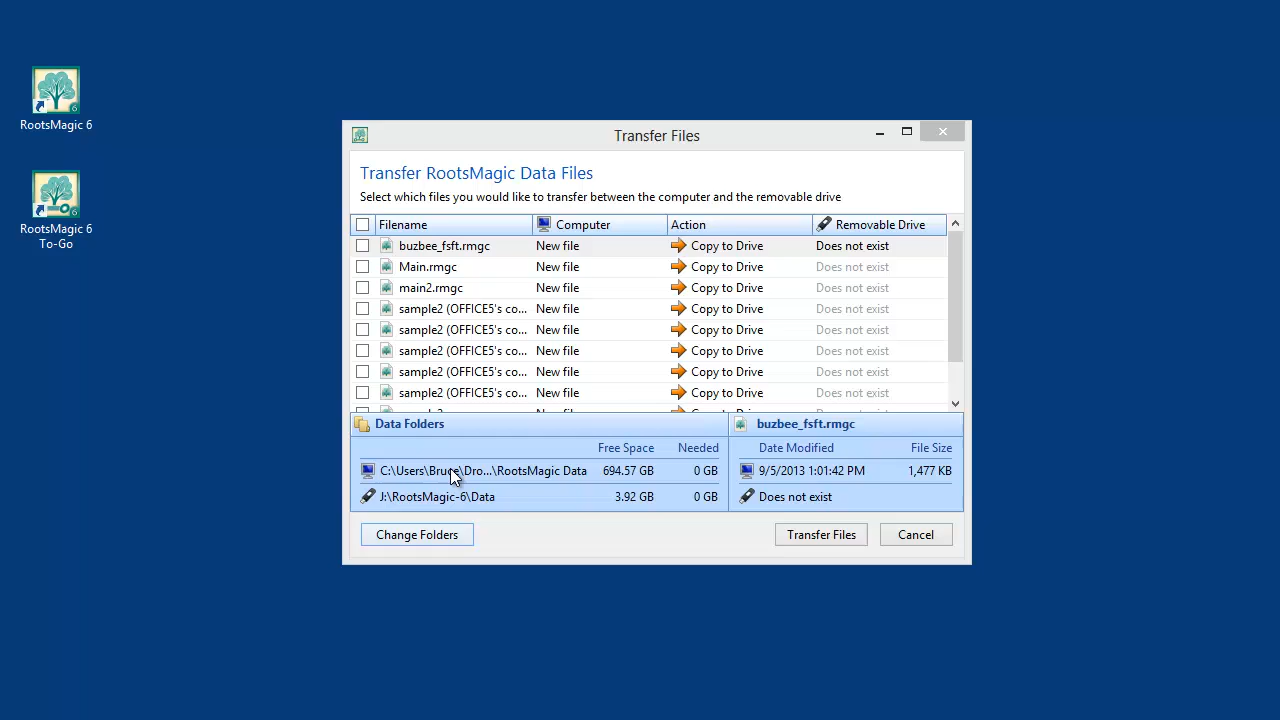 RootsMagic 6
RootsMagic 6
To-Go
Transfer Files
Transfer RootsMagic Data Files
Select which files you would like to transfer between the computer and the removable drive
Filename Computer Action Removable Drive
buzbee_fsft.rmgc New file Copy to Drive Does not exist
Main.rmgc New file Copy to Drive Does not exist
main2.rmgc New file Copy to Drive Does not exist
sample2 (OFFICE5's co... New file Copy to Drive Does not exist
sample2 (OFFICE5's co... New file Copy to Drive Does not exist
sample2 (OFFICE5's co... New file Copy to Drive Does not exist
sample2 (OFFICE5's co... New file Copy to Drive Does not exist
sample2 (OFFICE5's co... New file Copy to Drive Does not exist
Data Folders buzbee_fsft.rmgc
Free Space Needed Date Modified File Size
C:\Users\Bruce\Dro...\RootsMagic Data 694.57 GB 0 GB 9/5/2013 1:01:42 PM 1,477 KB
J:\RootsMagic-6\Data 3.92 GB 0 GB Does not exist
Change Folders Transfer Files Cancel